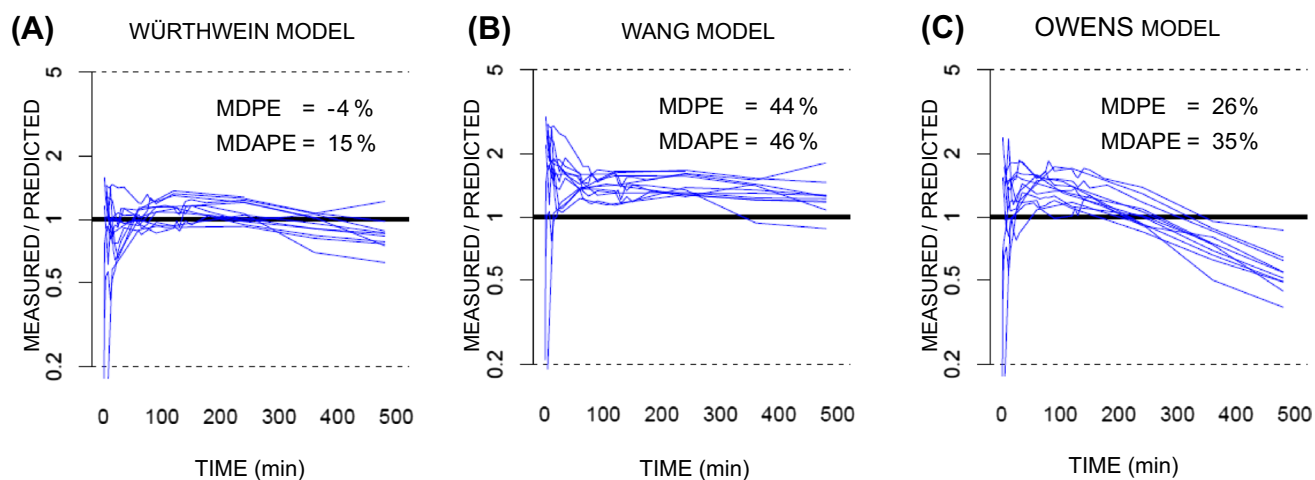 (A) WÜRTHWEIN MODEL
MEASURED / PREDICTED
5
2
1
0.5
0.2
MDPE = -4 %
MDAPE = 15 %
0 100 200 300 400 500
TIME (min)
(B) WANG MODEL
MEASURED / PREDICTED
5
2
1
0.5
0.2
MDPE = 44 %
MDAPE = 46 %
0 100 200 300 400 500
TIME (min)
(C) OWENS MODEL
MEASURED / PREDICTED
5
2
1
0.5
0.2
MDPE = 26 %
MDAPE = 35 %
0 100 200 300 400 500
TIME (min)